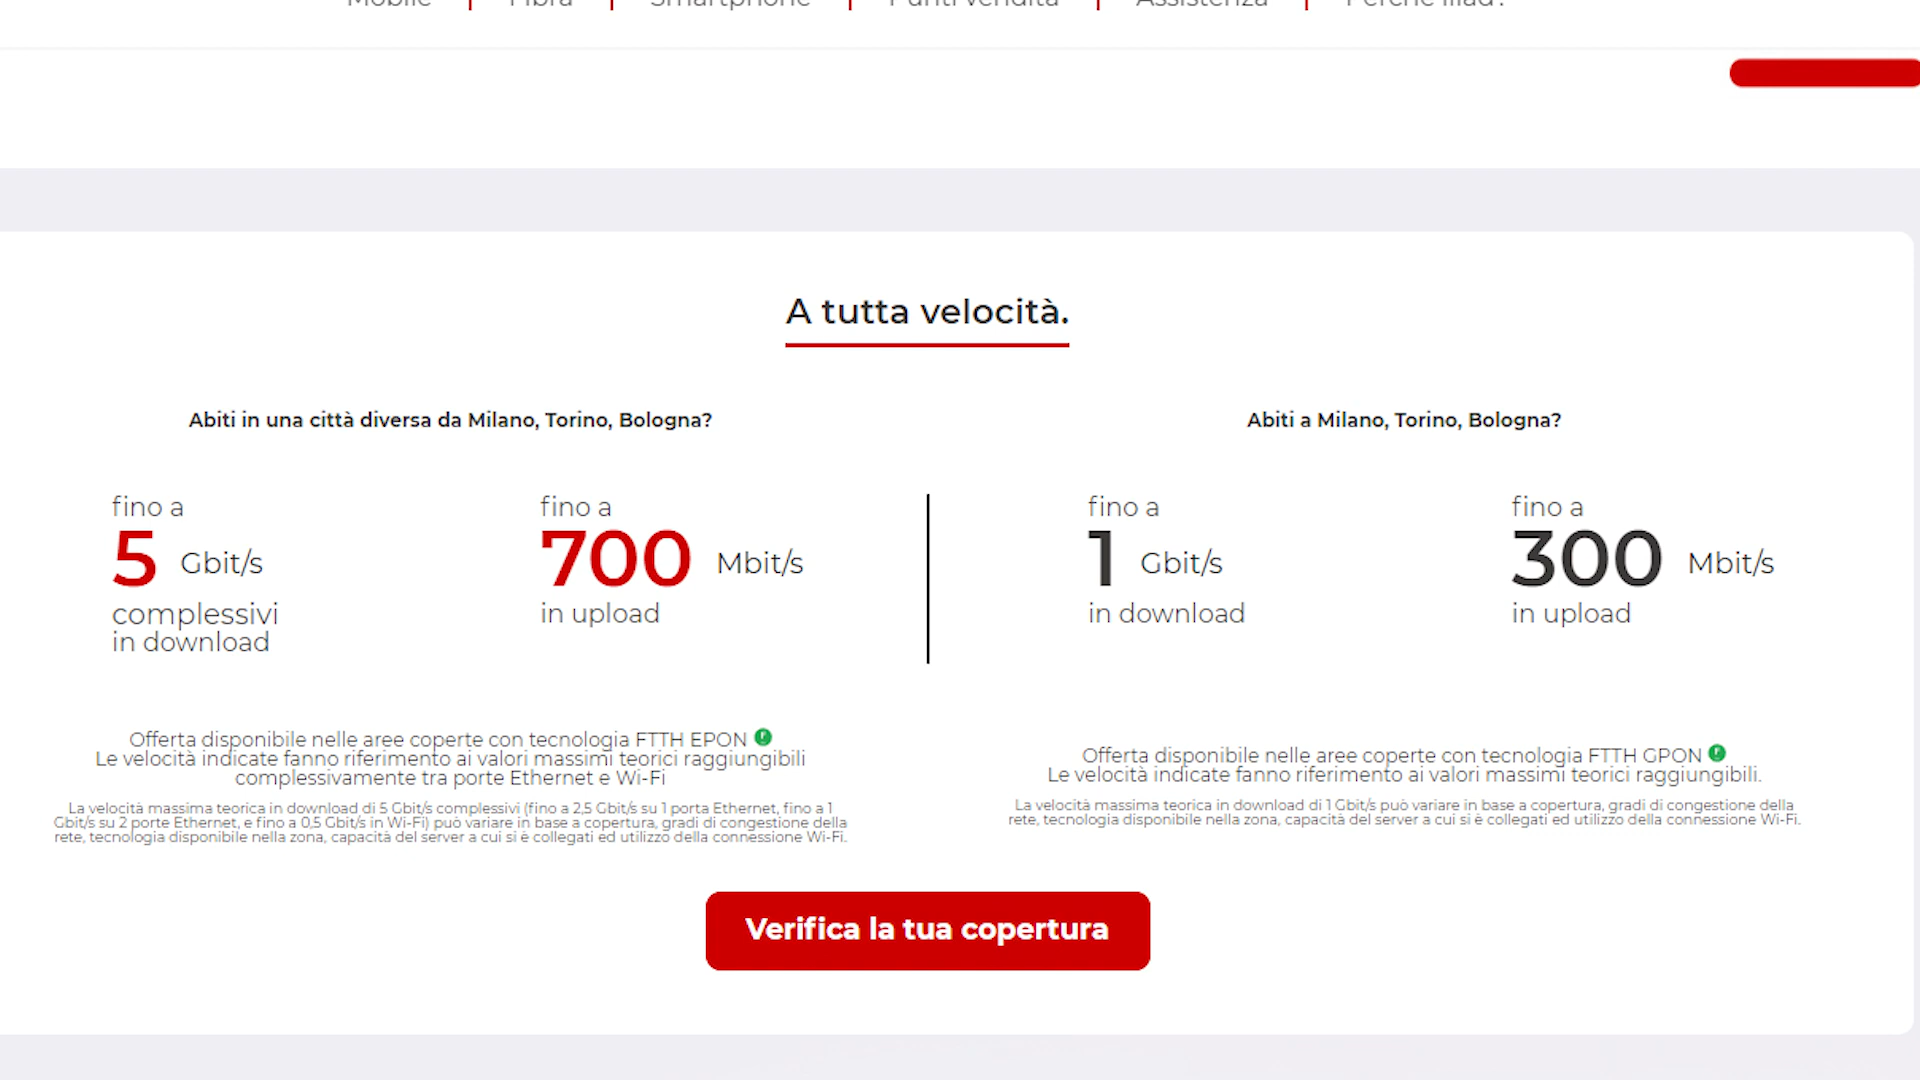 Mobile | Fibra | Smartphone | Punti vendita | Assistenza | Perché iliad?
A tutta velocità.
Abiti in una città diversa da Milano, Torino, Bologna?
fino a
5 Gbit/s
complessivi
in download
fino a
700 Mbit/s
in upload
Offerta disponibile nelle aree coperte con tecnologia FTTH EPON F
Le velocità indicate fanno riferimento ai valori massimi teorici raggiungibili
complessivamente tra porte Ethernet e Wi-Fi
La velocità massima teorica in download di 5 Gbit/s complessivi (fino a 2,5 Gbit/s su 1 porta Ethernet, fino a 1
Gbit/s su 2 porte Ethernet, e fino a 0,5 Gbit/s in Wi-Fi) può variare in base a copertura, gradi di congestione della
rete, tecnologia disponibile nella zona, capacità del server a cui si è collegati ed utilizzo della connessione Wi-Fi.
Abiti a Milano, Torino, Bologna?
fino a
1 Gbit/s
in download
fino a
300 Mbit/s
in upload
Offerta disponibile nelle aree coperte con tecnologia FTTH GPON F
Le velocità indicate fanno riferimento ai valori massimi teorici raggiungibili.
La velocità massima teorica in download di 1 Gbit/s può variare in base a copertura, gradi di congestione della
rete, tecnologia disponibile nella zona, capacità del server a cui si è collegati ed utilizzo della connessione Wi-Fi.
Verifica la tua copertura